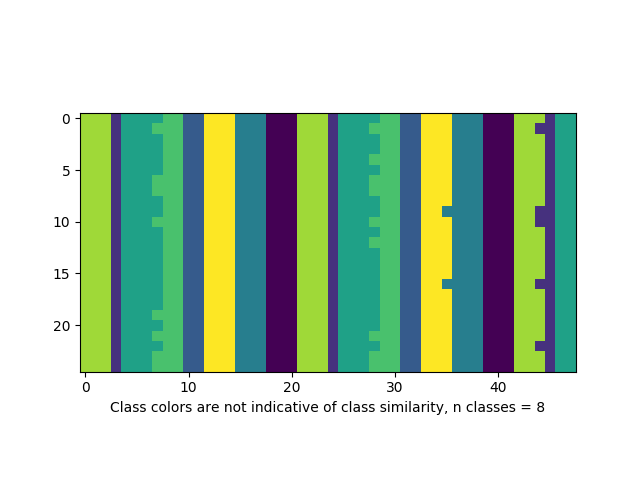 0
5
10
15
20
0 10 20 30 40
Class colors are not indicative of class similarity, n classes = 8